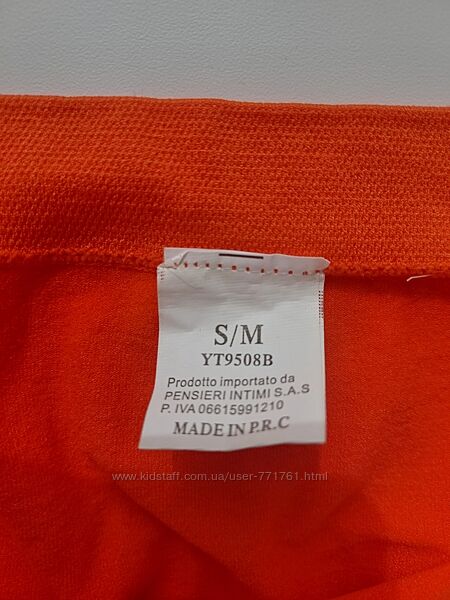 S/M
YT9508B
Prodotto importato da
PENSIERI INTIMI S.A.S
P. IVA 06615991210
MADE IN P.R.C
www.kidstaff.com.ua/user-771761.html